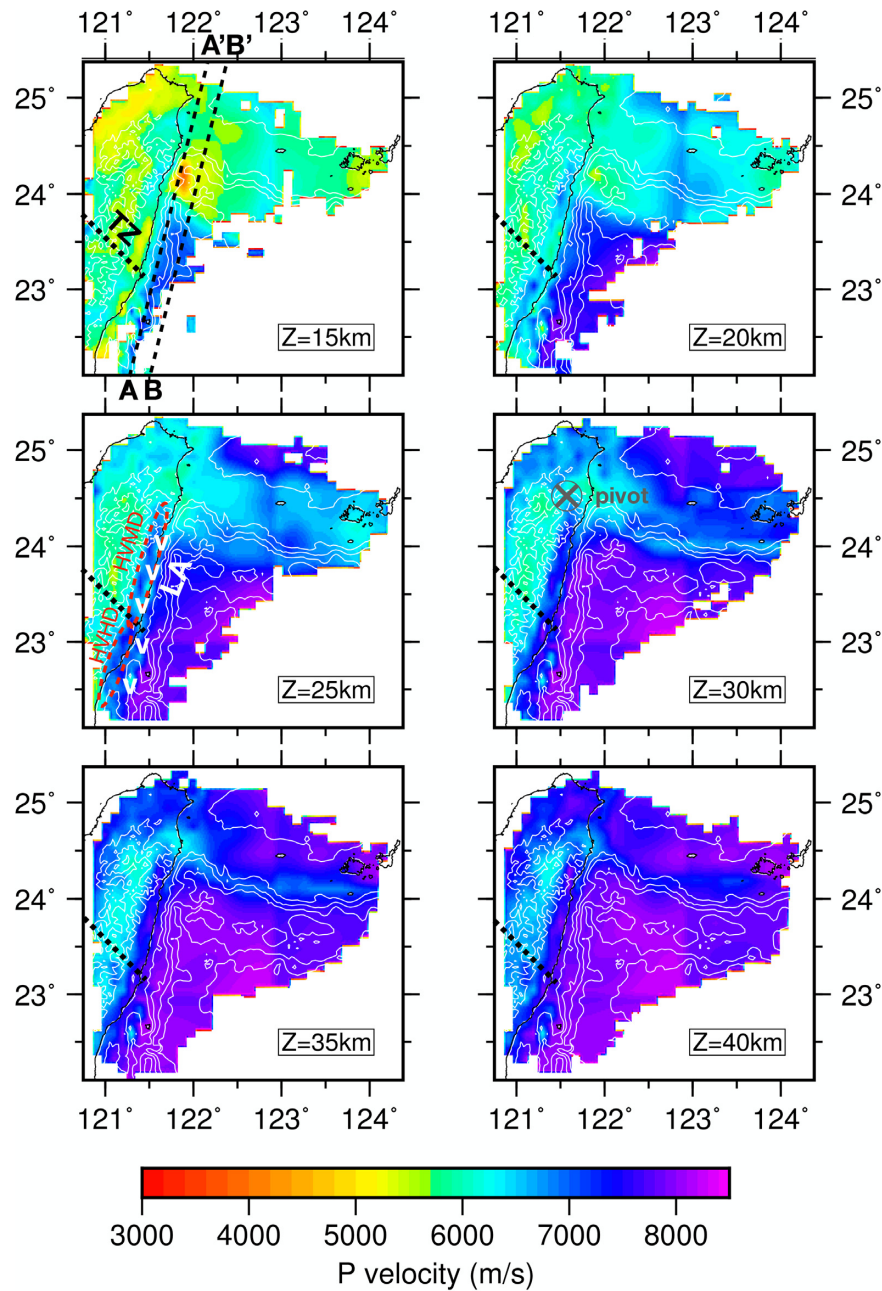 121˚ 122˚ 123˚ 124˚
121˚ 122˚ 123˚ 124˚
A'B'
25˚
24˚
23˚
TZ
Z=15km
A B
25˚
24˚
23˚
Z=20km
25˚
24˚
23˚
HVMD
HVHD
LA
V
V
V
V
V
Z=25km
pivot
25˚
24˚
23˚
Z=30km
25˚
24˚
23˚
Z=35km
25˚
24˚
23˚
Z=40km
121˚ 122˚ 123˚ 124˚
121˚ 122˚ 123˚ 124˚
3000 4000 5000 6000 7000 8000
P velocity (m/s)